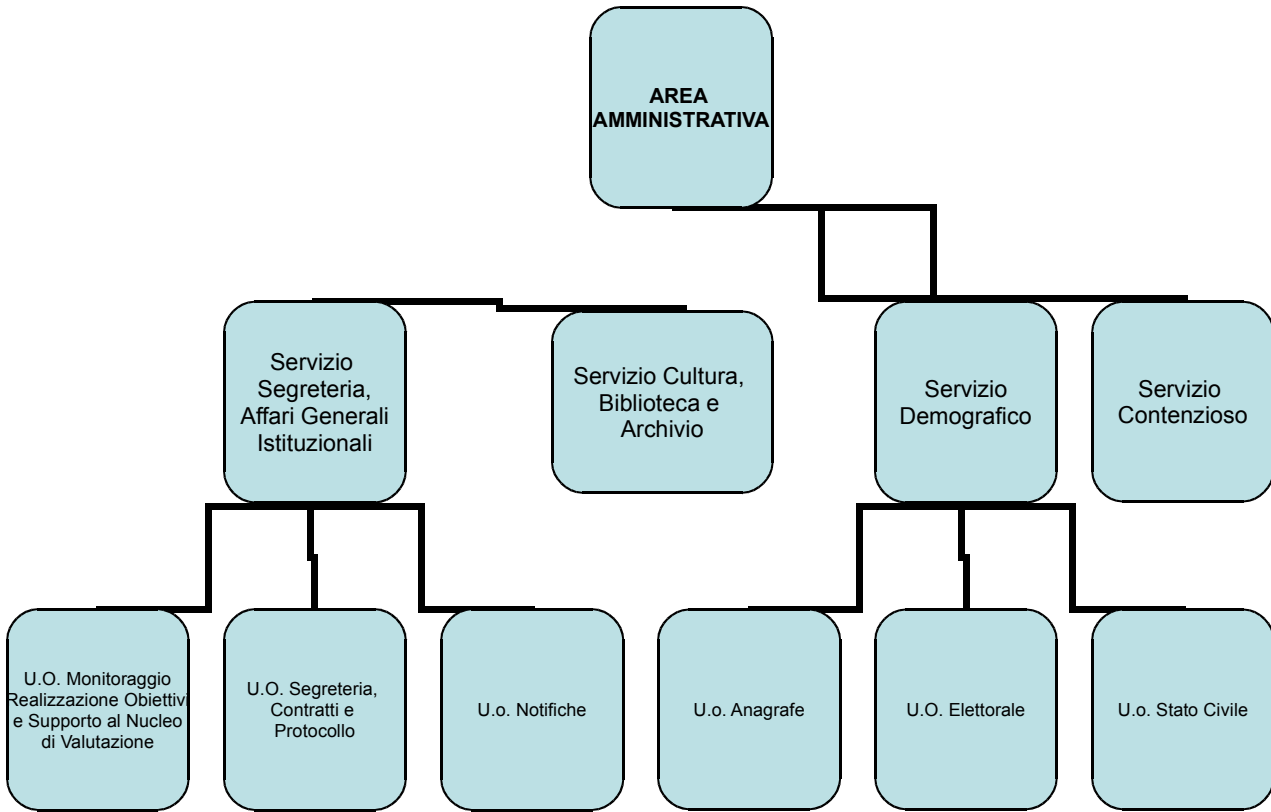 AREA
AMMINISTRATIVA
Servizio
Segreteria,
Affari Generali
Istituzionali
Servizio Cultura,
Biblioteca e
Archivio
Servizio
Demografico
Servizio
Contenzioso
U.O. Monitoraggio
Realizzazione Obiettivi
e Supporto al Nucleo
di Valutazione
U.O. Segreteria,
Contratti e
Protocollo
U.o. Notifiche
U.o. Anagrafe
U.O. Elettorale
U.o. Stato Civile